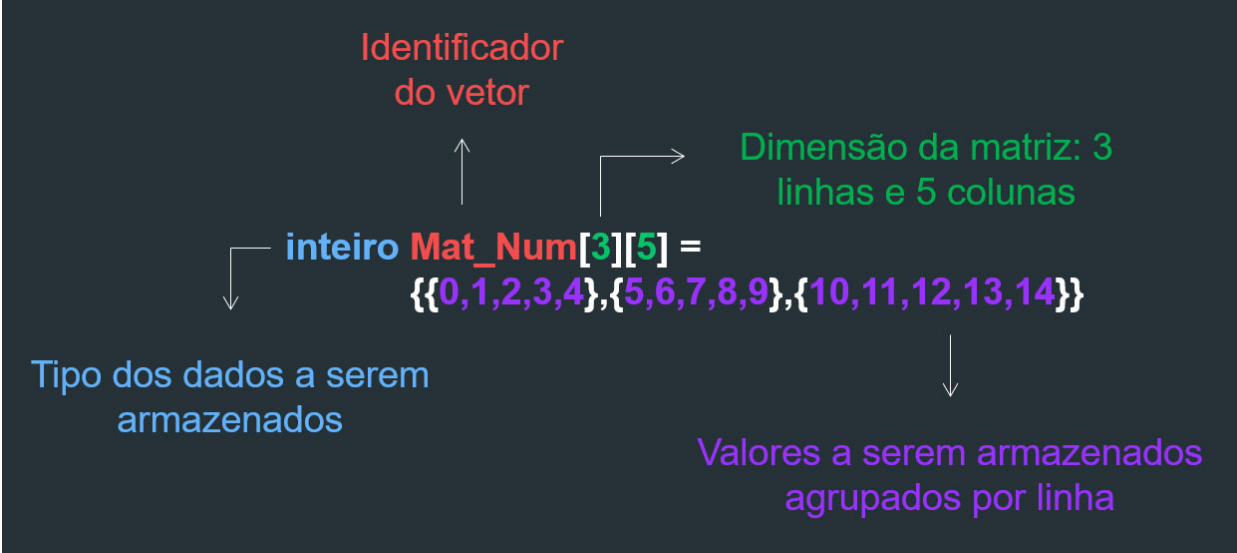 Identificador
do vetor
Dimensão da matriz: 3
linhas e 5 colunas
inteiro Mat_Num[3][5] =
{{0,1,2,3,4},{5,6,7,8,9},{10,11,12,13,14}}
Tipo dos dados a serem
armazenados
Valores a serem armazenados
agrupados por linha